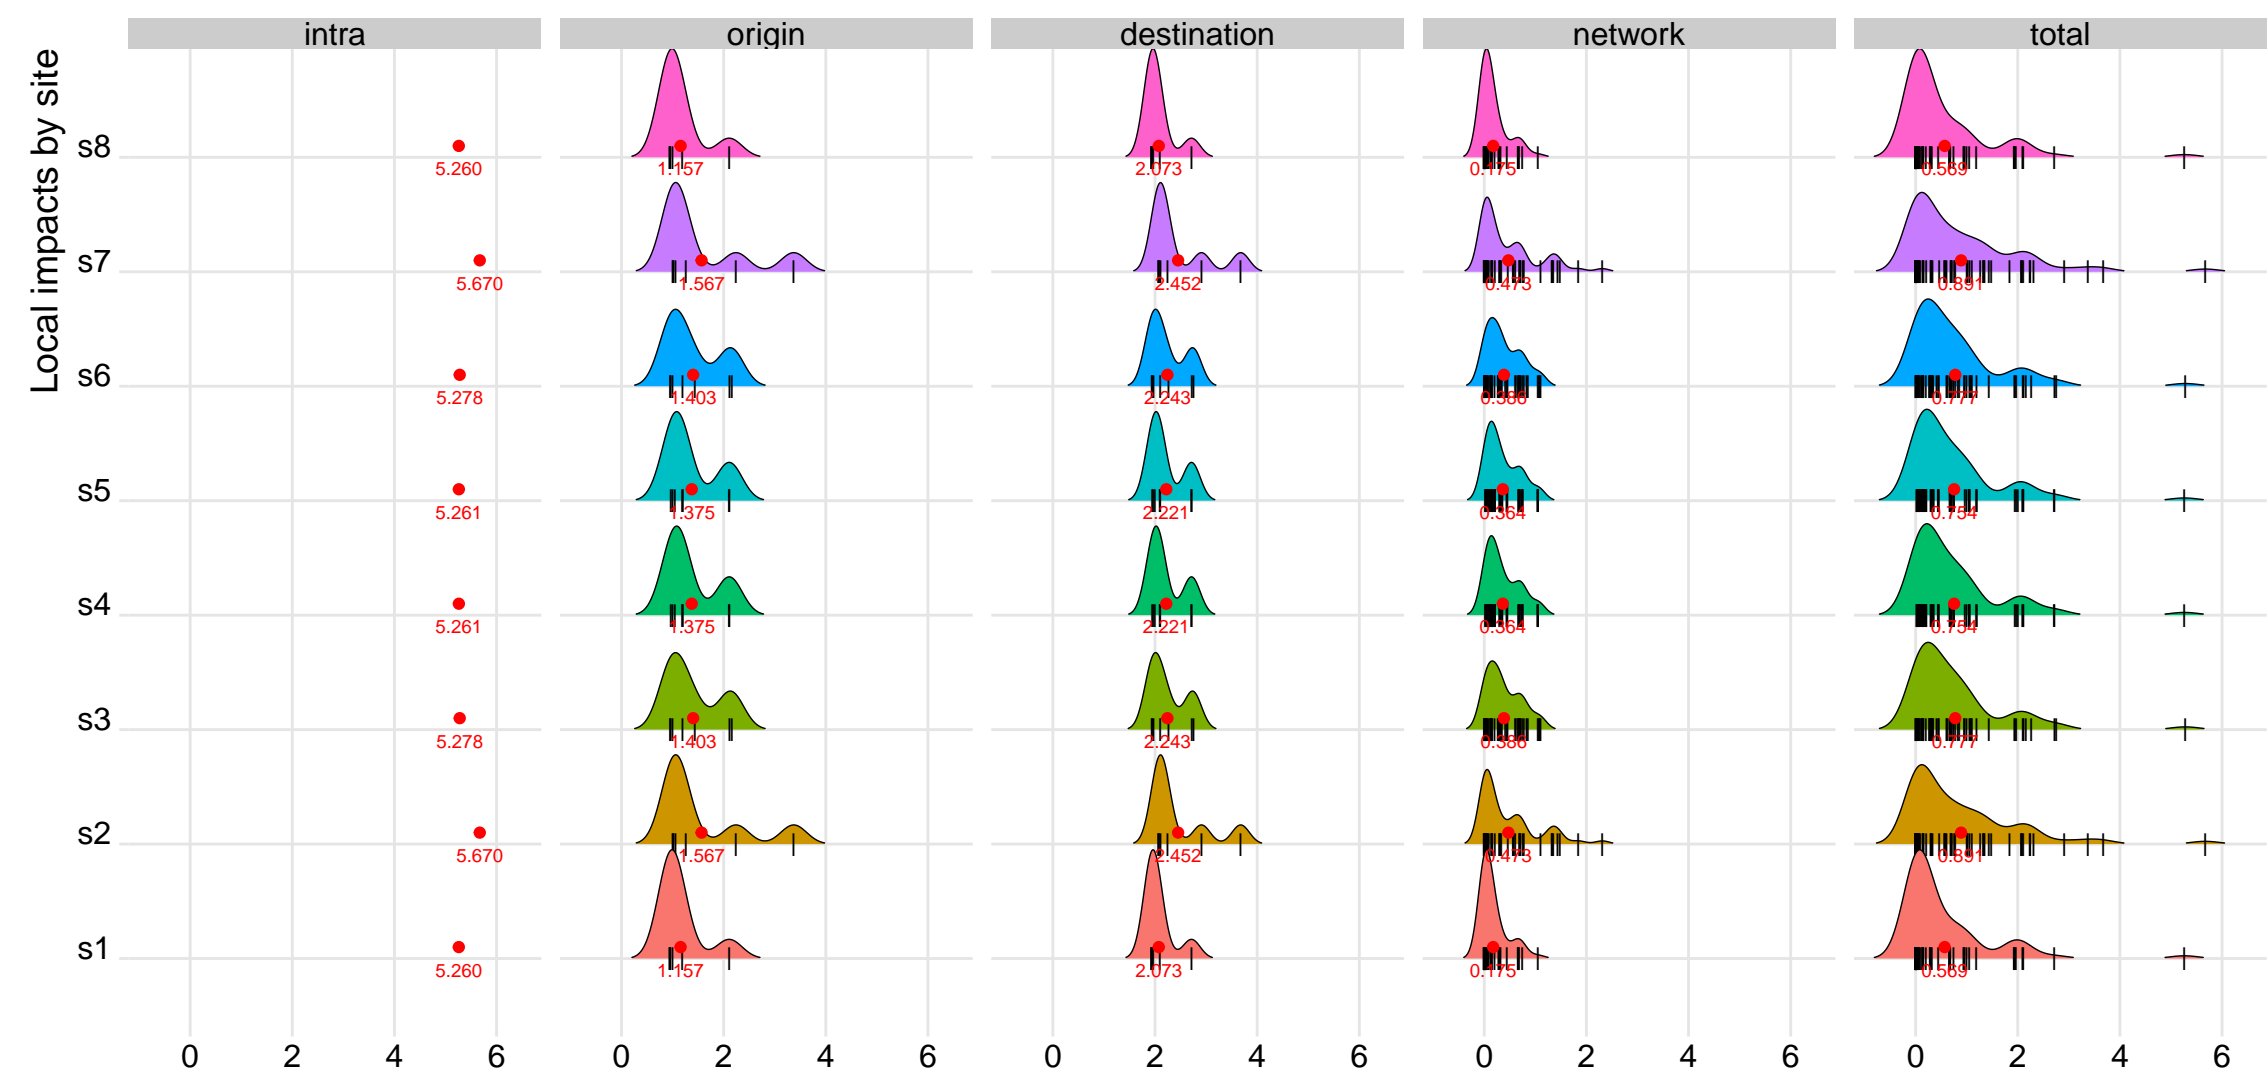 intra origin destination network total
Local impacts by site
s8
5.260 1.157 2.073 0.175 0.569
s7
5.670 1.567 2.452 0.473 0.891
s6
5.278 1.403 2.243 0.386 0.777
s5
5.261 1.375 2.221 0.364 0.754
s4
5.261 1.375 2.221 0.364 0.754
s3
5.278 1.403 2.243 0.386 0.777
s2
5.670 1.567 2.452 0.473 0.891
s1
5.260 1.157 2.073 0.175 0.569
0 2 4 6 0 2 4 6 0 2 4 6 0 2 4 6 0 2 4 6